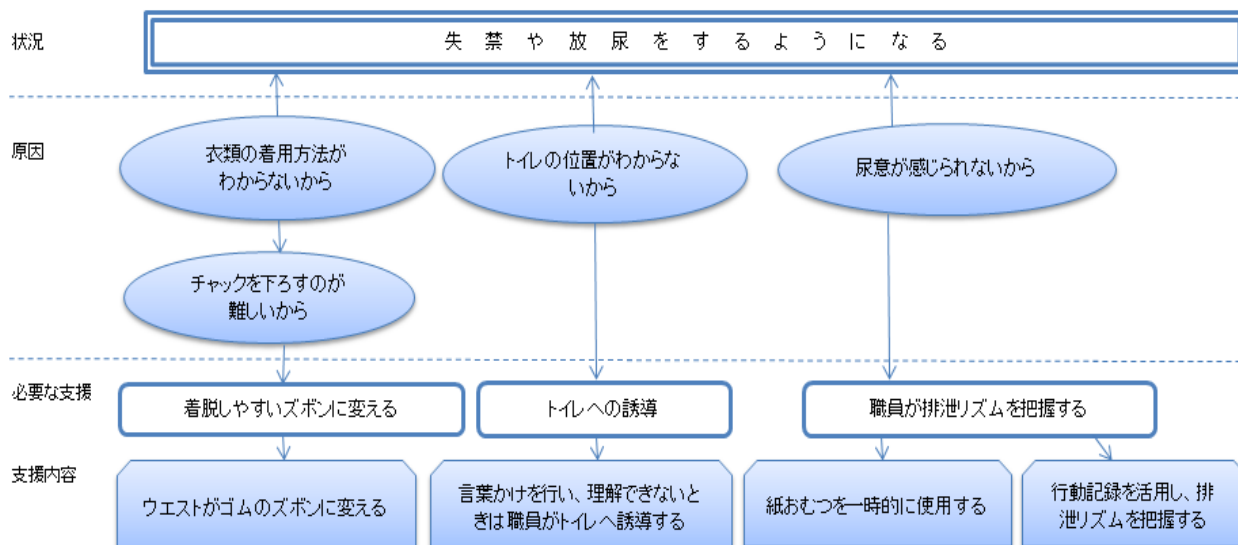 状況
失禁や放尿をするようになる
原因
衣類の着用方法が
わからないから
トイレの位置がわからな
いから
尿意が感じられないから
チャックを下ろすのが
難しいから
必要な支援
着脱しやすいズボンに変える
トイレへの誘導
職員が排泄リズムを把握する
支援内容
ウエストがゴムのズボンに変える
言葉かけを行い、理解できないと
きは職員がトイレへ誘導する
紙おむつを一時的に使用する
行動記録を活用し、排
泄リズムを把握する